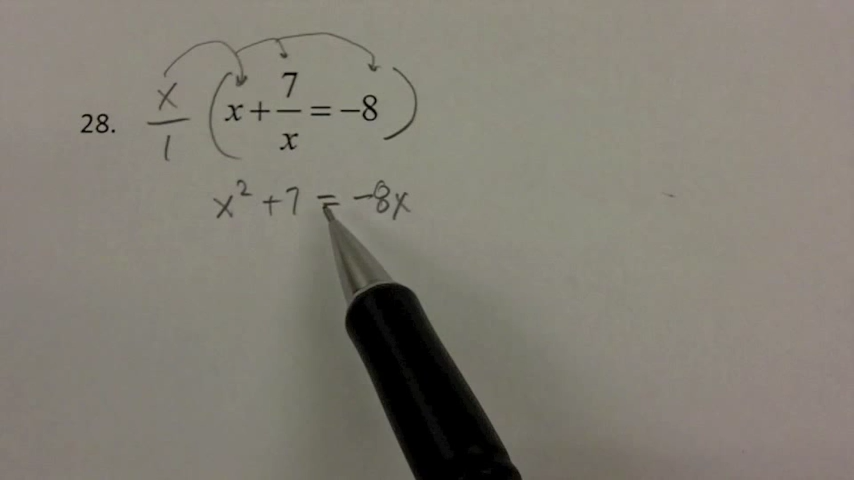 28. x/1 (x + 7/x = -8)
x² + 7 = -8x